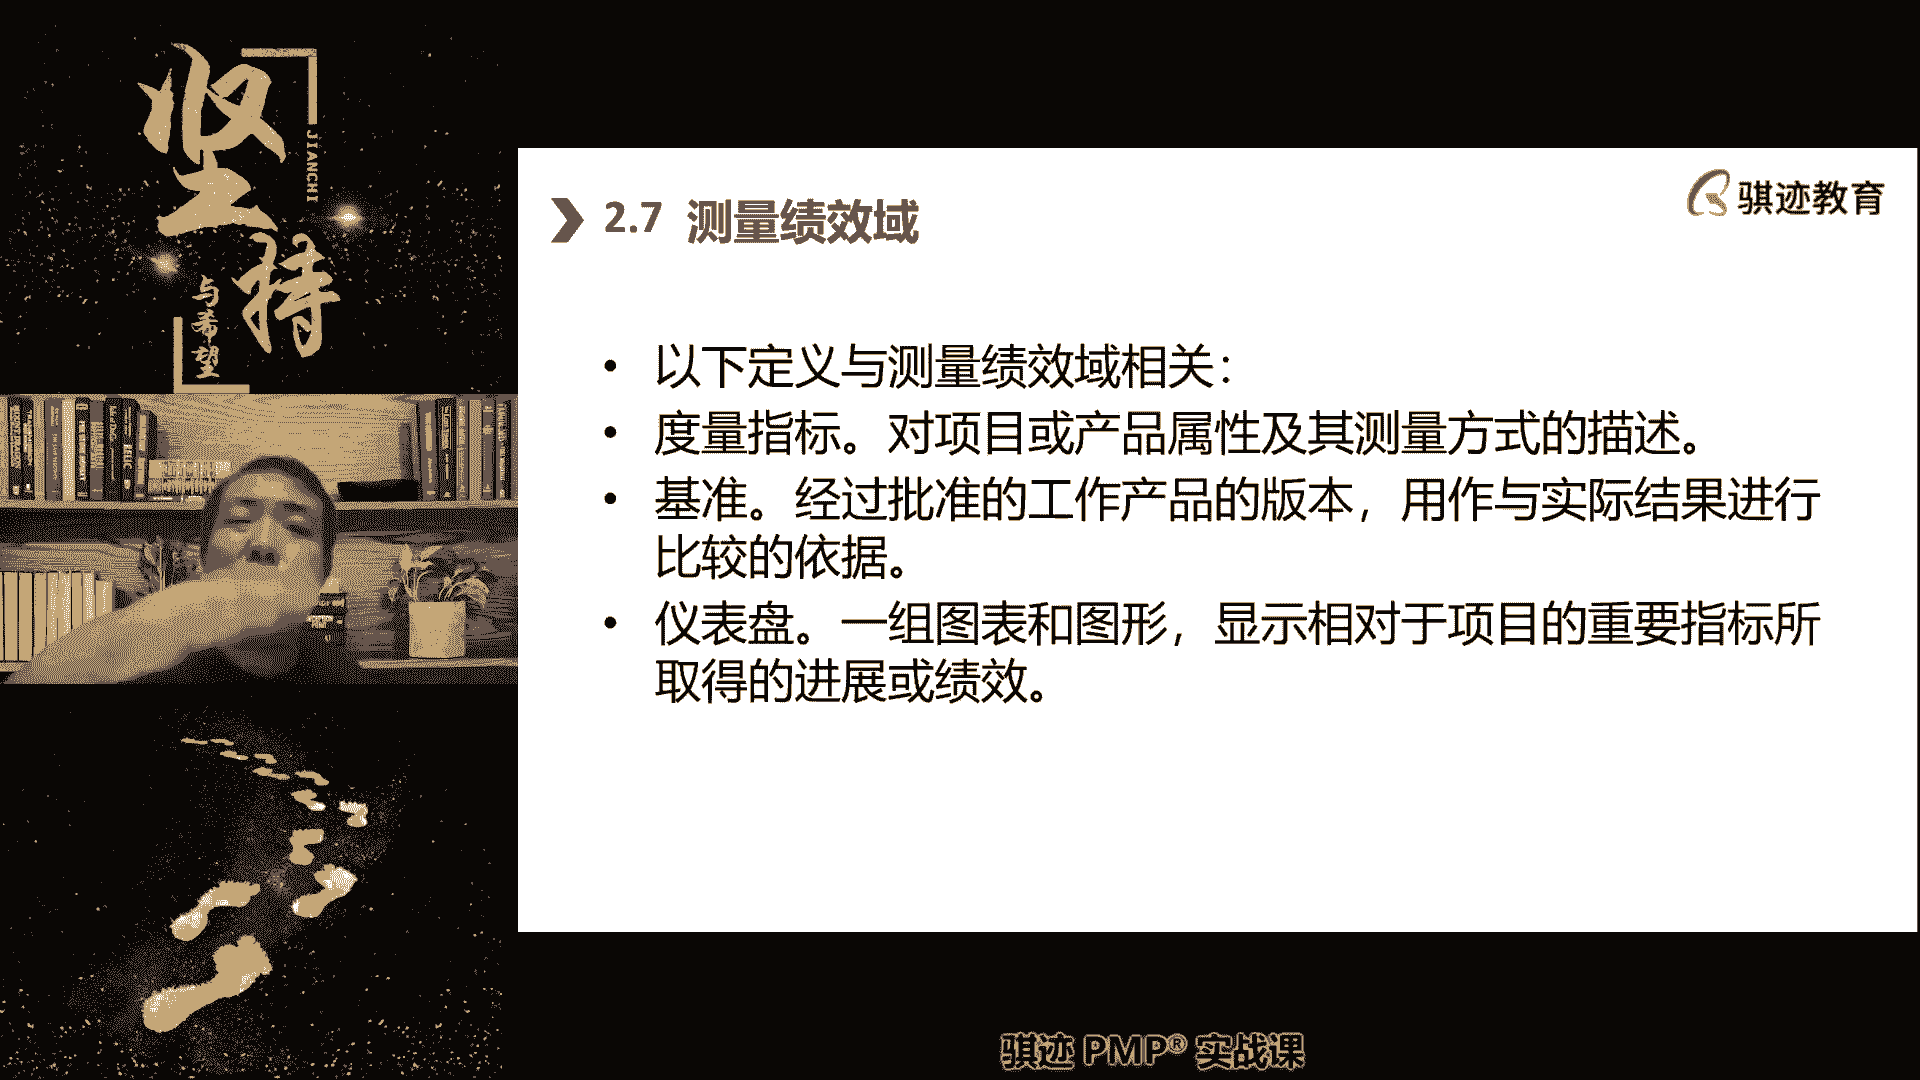 坚持
JIANCHI
与希望
骐迹教育
2.7 测量绩效域
• 以下定义与测量绩效域相关：
• 度量指标。对项目或产品属性及其测量方式的描述。
• 基准。经过批准的工作产品的版本，用作与实际结果进行
比较的依据。
• 仪表盘。一组图表和图形，显示相对于项目的重要指标所
取得的进展或绩效。
骐迹 PMP® 实战课